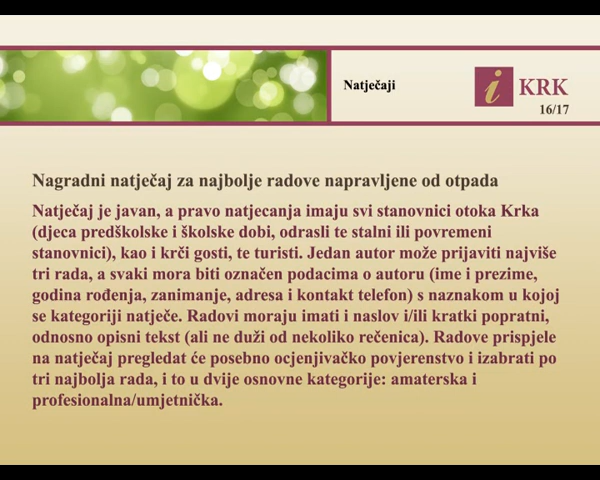 Natječaji
i KRK
16/17
Nagradni natječaj za najbolje radove napravljene od otpada
Natječaj je javan, a pravo natjecanja imaju svi stanovnici otoka Krka
(djeca predškolske i školske dobi, odrasli te stalni ili povremeni
stanovnici), kao i krči gosti, te turisti. Jedan autor može prijaviti najviše
tri rada, a svaki mora biti označen podacima o autoru (ime i prezime,
godina rođenja, zanimanje, adresa i kontakt telefon) s naznakom u kojoj
se kategoriji natječe. Radovi moraju imati i naslov i/ili kratki popratni,
odnosno opisni tekst (ali ne duži od nekoliko rečenica). Radove prispjele
na natječaj pregledat će posebno ocjenjivačko povjerenstvo i izabrati po
tri najbolja rada, i to u dvije osnovne kategorije: amaterska i
profesionalna/umjetnička.